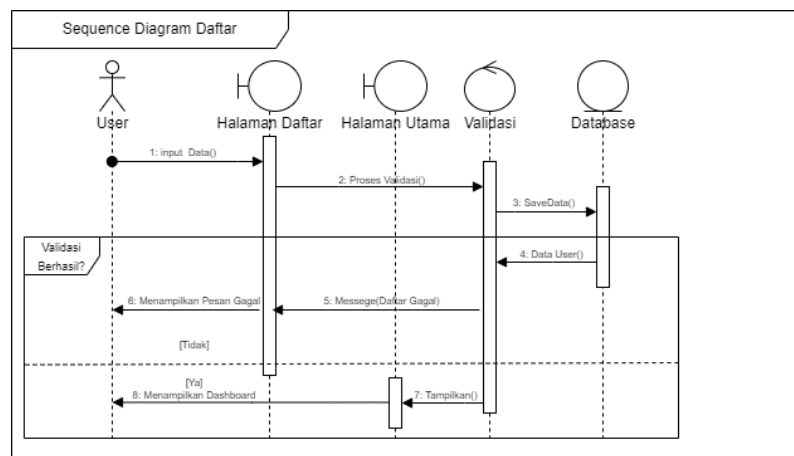 Sequence Diagram Daftar
User
Halaman Daftar
Halaman Utama
Validasi
Database
1: input Data()
2: Proses Validasi()
3: SaveData()
Validasi
Berhasil?
4: Data User()
6: Menampilkan Pesan Gagal
5: Messege(Daftar Gagal)
[Tidak]
[Ya]
8: Menampilkan Dashboard
7: Tampilkan()